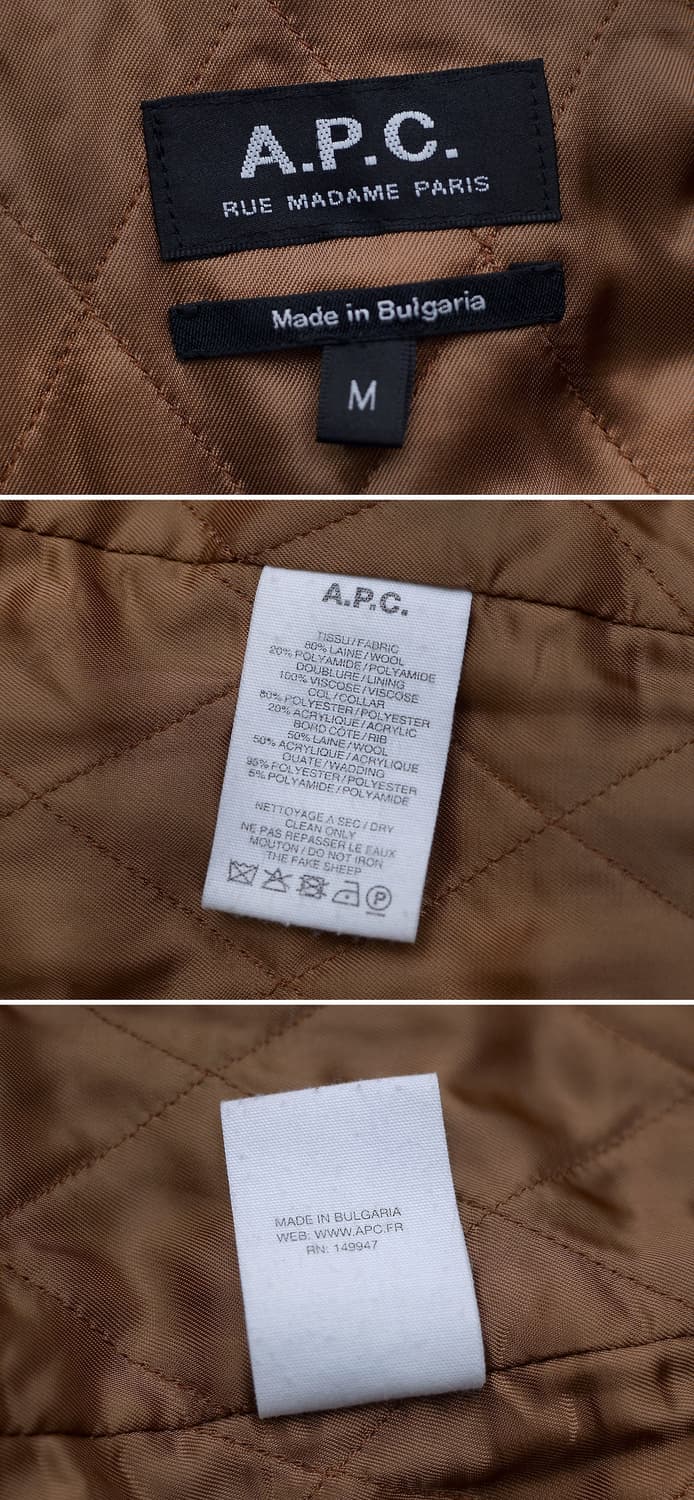 A.P.C.
RUE MADAME PARIS
Made in Bulgaria
M
A.P.C.
TISSU/FABRIC
80% LAINE/WOOL
20% POLYAMIDE/POLYAMIDE
DOUBLURE/LINING
100% VISCOSE/VISCOSE
COL/COLLAR
80% POLYESTER/POLYESTER
20% ACRYLIQUE/ACRYLIC
BORD CÔTE/RIB
50% LAINE/WOOL
50% ACRYLIQUE/ACRYLIQUE
OUATE/WADDING
95% POLYESTER/POLYESTER
5% POLYAMIDE/POLYAMIDE
NETTOYAGE A SEC/DRY
CLEAN ONLY
NE PAS REPASSER LE FAUX
MOUTON/DO NOT IRON
THE FAKE SHEEP
P
MADE IN BULGARIA
WEB: WWW.APC.FR
RN: 149947